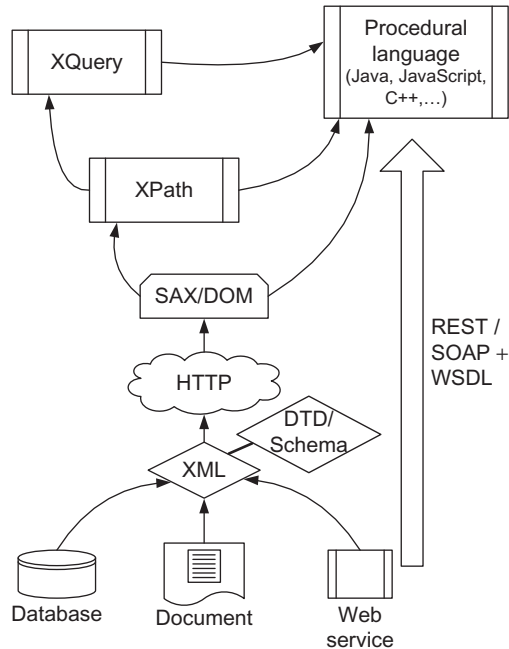 Procedural
language
(Java, JavaScript,
C++,…)
XQuery
XPath
SAX/DOM
REST /
SOAP +
WSDL
HTTP
DTD/
Schema
XML
Database
Document
Web
service